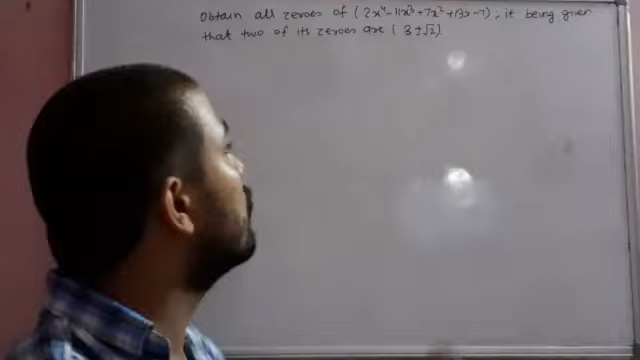 Obtain all zeroes of (2x⁴-11x³+7x²+13x-7), it being given
that two of its zeroes are (3±√2).